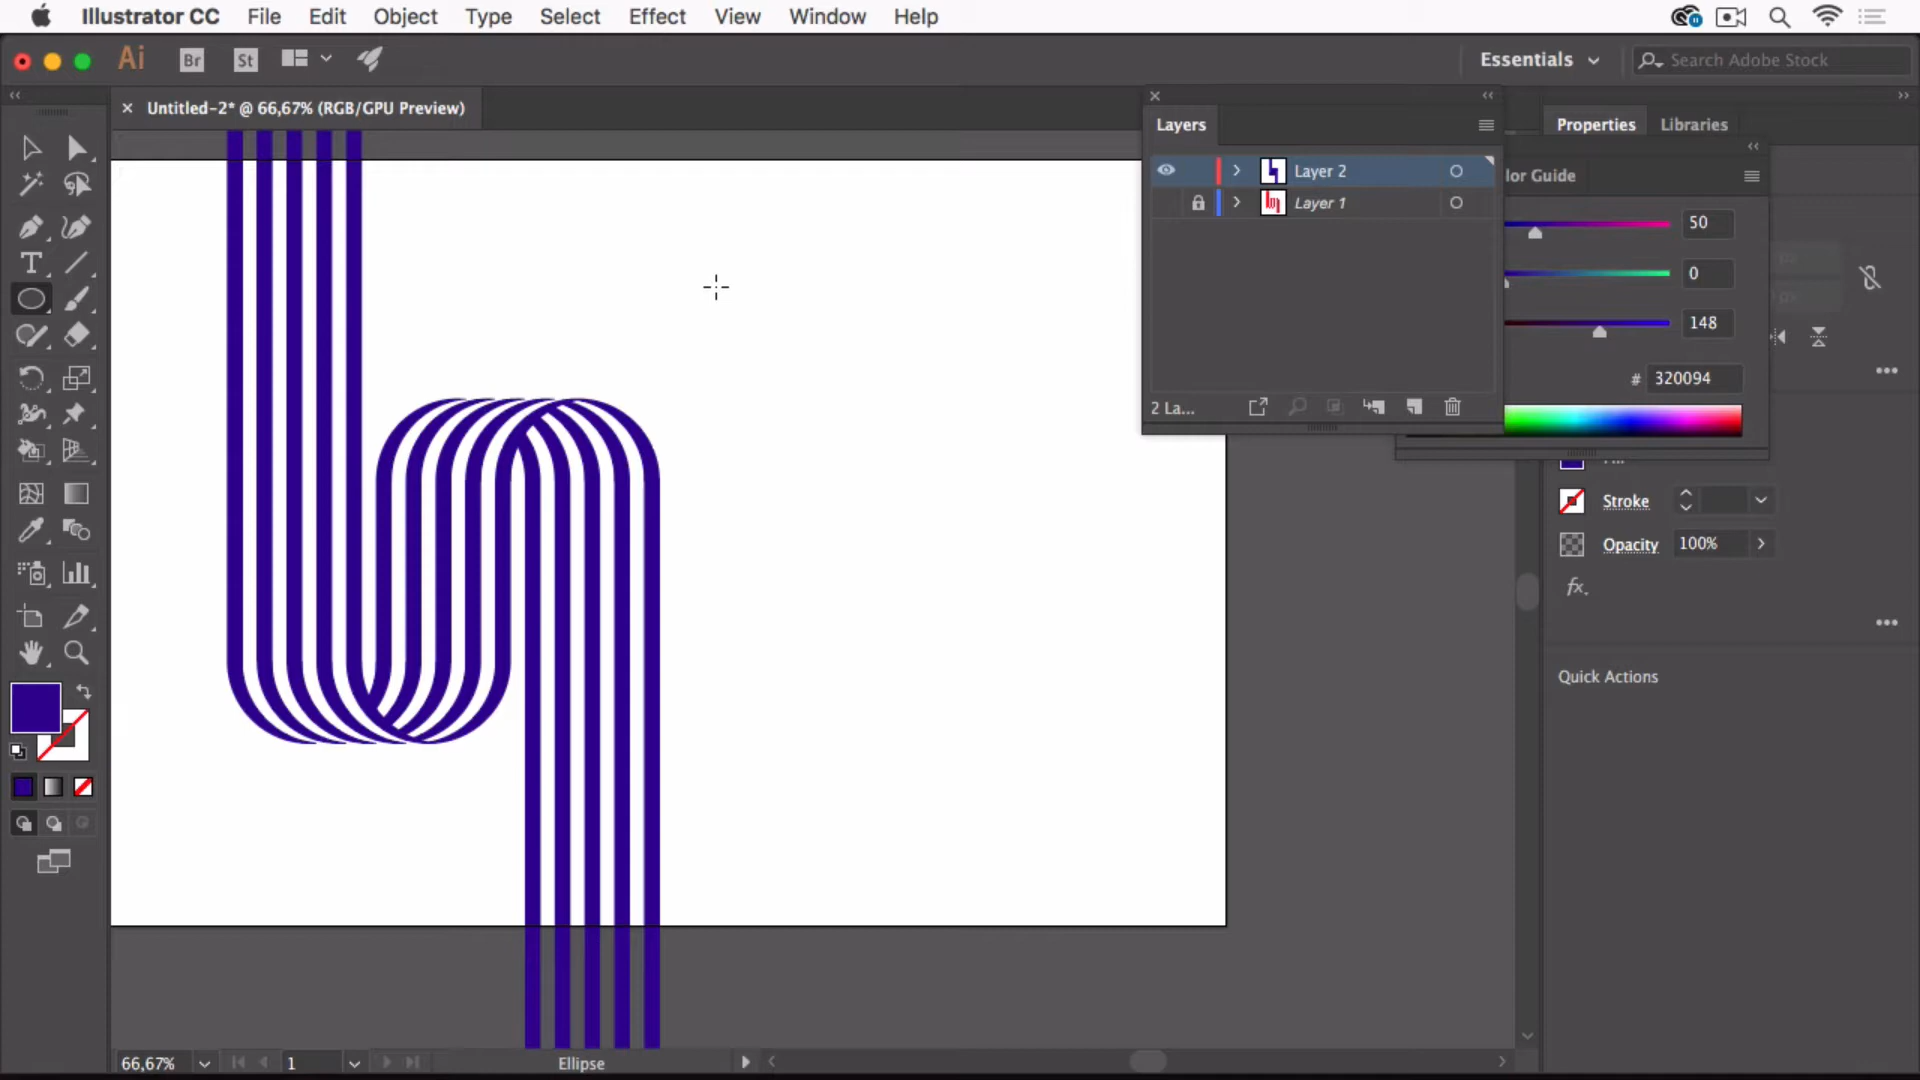 Illustrator CC File Edit Object Type Select Effect View Window Help
Ai Br St Essentials Search Adobe Stock
× Untitled-2* @ 66,67% (RGB/GPU Preview)
Layers
Properties Libraries
Layer 2
lor Guide
Layer 1
50
0
148
# 320094
2 La...
Stroke
Opacity 100%
fx.
Quick Actions
66,67% 1 Ellipse